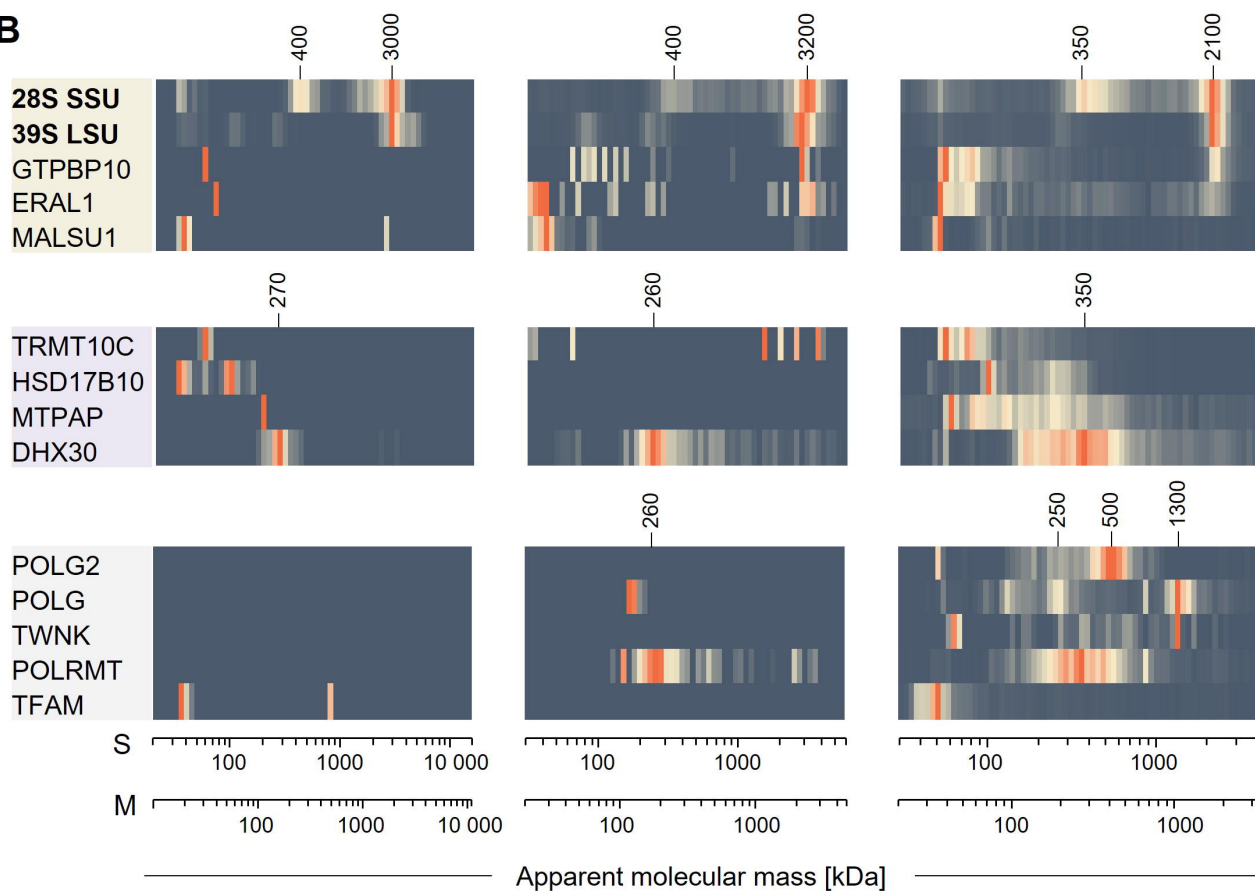 B
400 3000 400 3200 350 2100
28S SSU
39S LSU
GTPBP10
ERAL1
MALSU1
270 260 350
TRMT10C
HSD17B10
MTPAP
DHX30
260 250 500 1300
POLG2
POLG
TWNK
POLRMT
TFAM
S
100 1000 10 000 100 1000 100 1000
M
100 1000 10 000 100 1000 100 1000
Apparent molecular mass [kDa]